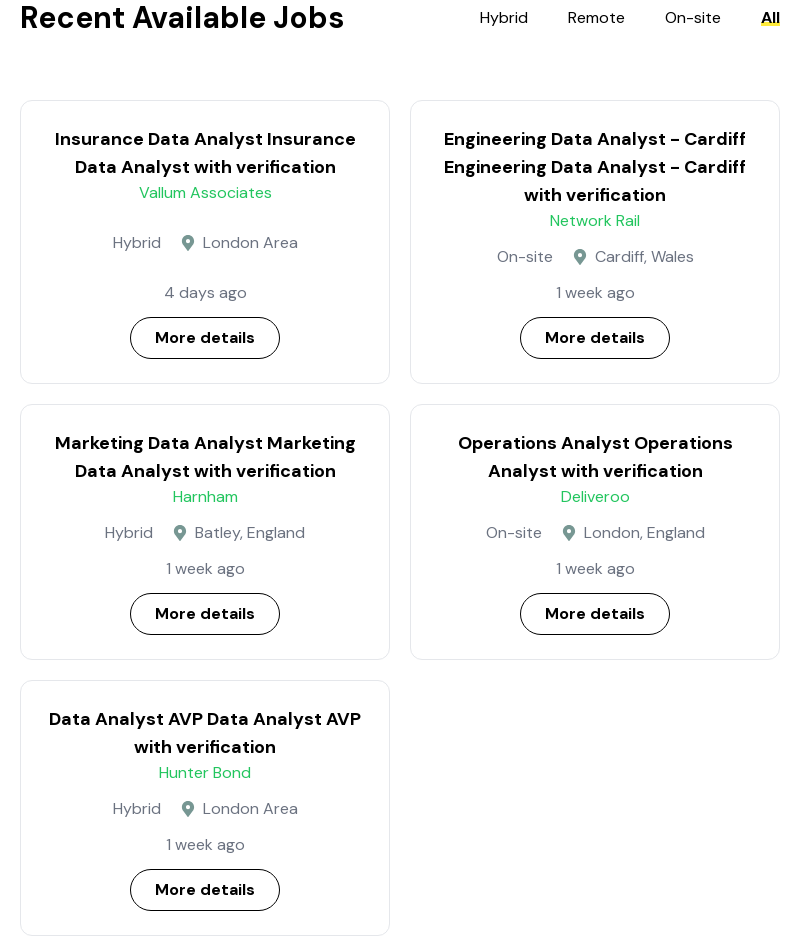 Recent Available Jobs
Hybrid Remote On-site All
Insurance Data Analyst Insurance
Data Analyst with verification
Vallum Associates
Hybrid London Area
4 days ago
More details
Engineering Data Analyst - Cardiff
Engineering Data Analyst - Cardiff
with verification
Network Rail
On-site Cardiff, Wales
1 week ago
More details
Marketing Data Analyst Marketing
Data Analyst with verification
Harnham
Hybrid Batley, England
1 week ago
More details
Operations Analyst Operations
Analyst with verification
Deliveroo
On-site London, England
1 week ago
More details
Data Analyst AVP Data Analyst AVP
with verification
Hunter Bond
Hybrid London Area
1 week ago
More details